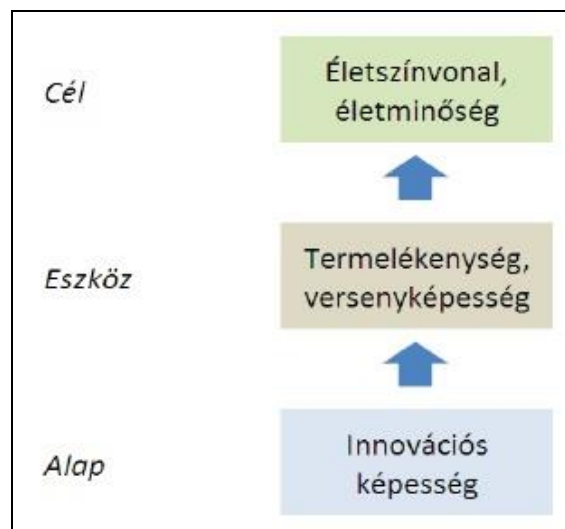 Cél
Életszínvonal,
életminőség
Eszköz
Termelékenység,
versenyképesség
Alap
Innovációs
képesség